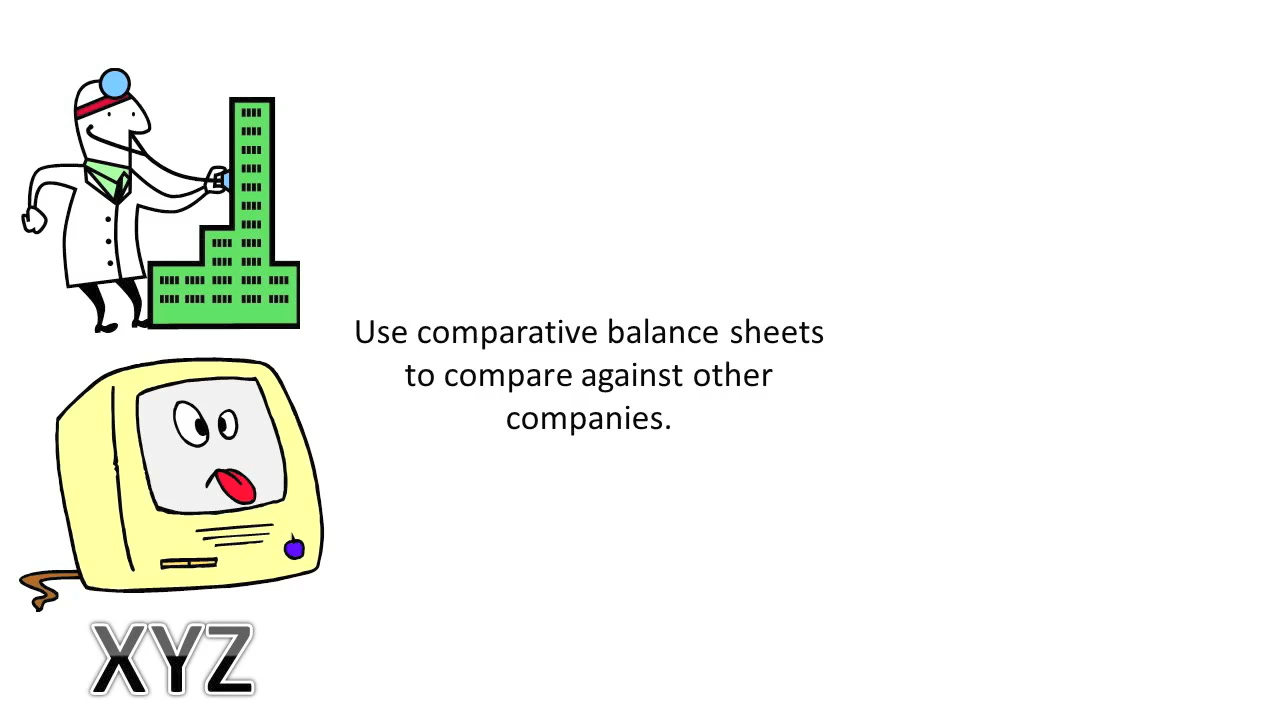 Use comparative balance sheets
to compare against other
companies.
XYZ